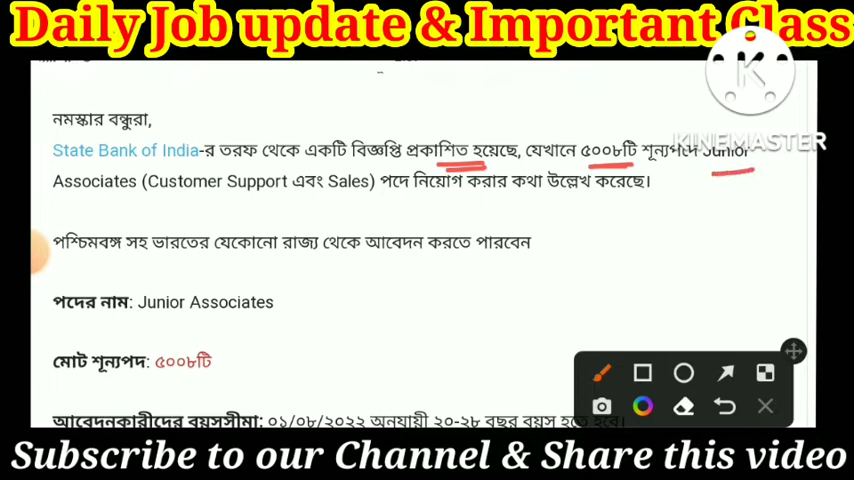 Daily Job update & Important Class
K
KINEMASTER
নমস্কার বন্ধুরা,
State Bank of India-র তরফ থেকে একটি বিজ্ঞপ্তি প্রকাশিত হয়েছে, যেখানে ৫০০৮টি শূন্যপদে Junior
Associates (Customer Support এবং Sales) পদে নিয়োগ করার কথা উল্লেখ করেছে।
পশ্চিমবঙ্গ সহ ভারতের যেকোনো রাজ্য থেকে আবেদন করতে পারবেন
পদের নাম: Junior Associates
মোট শূন্যপদ: ৫০০৮টি
আবেদনকারীদের বয়সসীমা: ০১/০৮/২০২২ অনুযায়ী ২০-২৮ বছর বয়স হতে হবে।
Subscribe to our Channel & Share this video